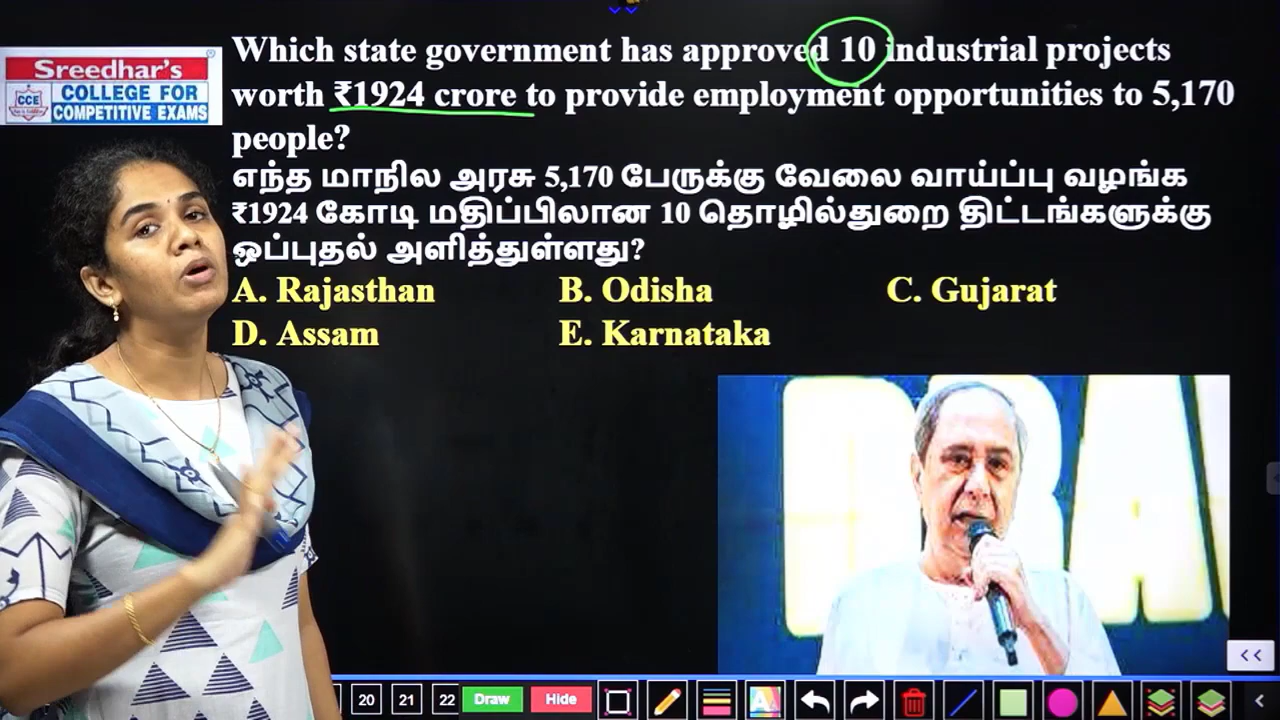 Which state government has approved 10 industrial projects
Sreedhar's
CCE
COLLEGE FOR
COMPETITIVE EXAMS
worth ₹1924 crore to provide employment opportunities to 5,170
people?
எந்த மாநில அரசு 5,170 பேருக்கு வேலை வாய்ப்பு வழங்க
₹1924 கோடி மதிப்பிலான 10 தொழில்துறை திட்டங்களுக்கு
ஒப்புதல் அளித்துள்ளது?
A. Rajasthan B. Odisha C. Gujarat
D. Assam E. Karnataka
<<
20 21 22 Draw Hide